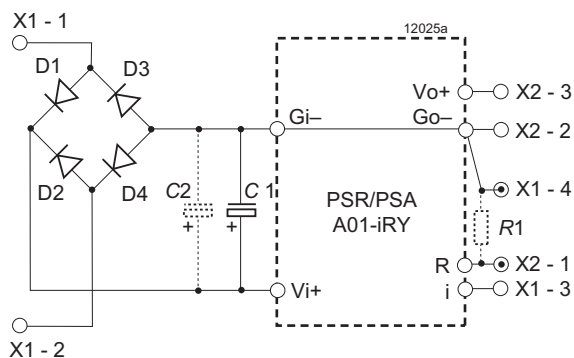 X1 - 1
12025a
D1
D3
Vo+
X2 - 3
Gi–
Go–
X2 - 2
D2
D4
C2
C 1
+
+
PSR/PSA
A01-iRY
X1 - 4
R1
R
X2 - 1
Vi+
i
X1 - 3
X1 - 2